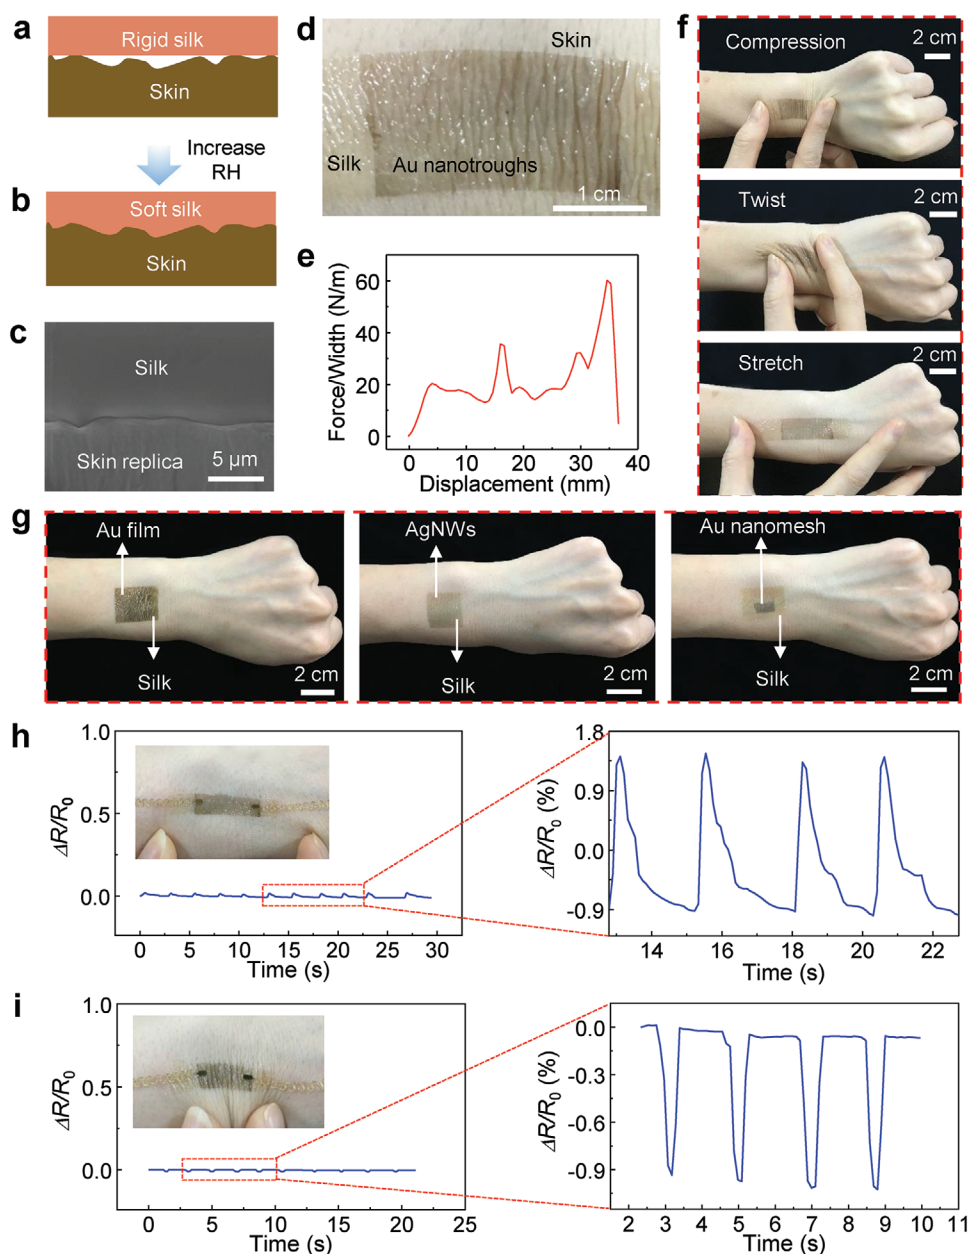 a
Rigid silk
Skin
Increase
RH
b
Soft silk
Skin
c
Silk
Skin replica
5 μm
d
Skin
Silk
Au nanotroughs
1 cm
e
Force/Width (N/m)
60
40
20
0
0 10 20 30 40
Displacement (mm)
f
Compression
2 cm
Twist
2 cm
Stretch
2 cm
g
Au film
Silk
2 cm
AgNWs
Silk
2 cm
Au nanomesh
Silk
2 cm
h
ΔR/R0
1.0
0.5
0.0
0 5 10 15 20 25 30
Time (s)
ΔR/R0 (%)
1.8
0.9
0.0
-0.9
14 16 18 20 22
Time (s)
i
ΔR/R0
1.0
0.5
0.0
0 5 10 15 20 25
Time (s)
ΔR/R0 (%)
0.0
-0.3
-0.6
-0.9
2 3 4 5 6 7 8 9 10 11
Time (s)